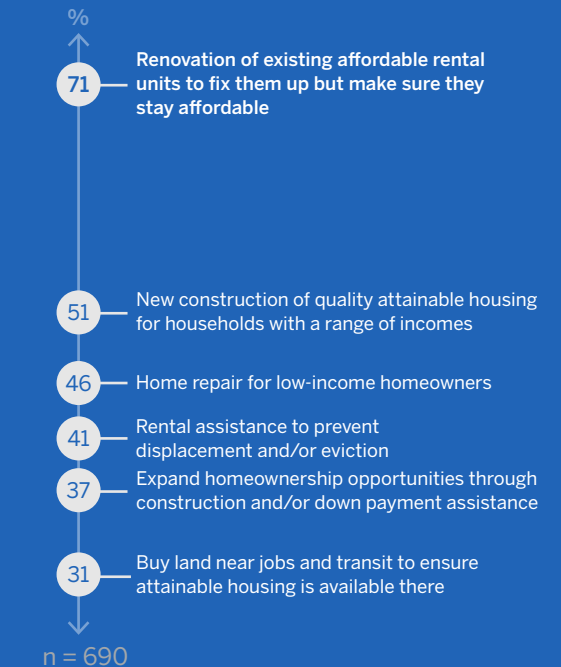 %
71
Renovation of existing affordable rental
units to fix them up but make sure they
stay affordable
51
New construction of quality attainable housing
for households with a range of incomes
46
Home repair for low-income homeowners
41
Rental assistance to prevent
displacement and/or eviction
37
Expand homeownership opportunities through
construction and/or down payment assistance
31
Buy land near jobs and transit to ensure
attainable housing is available there
n = 690